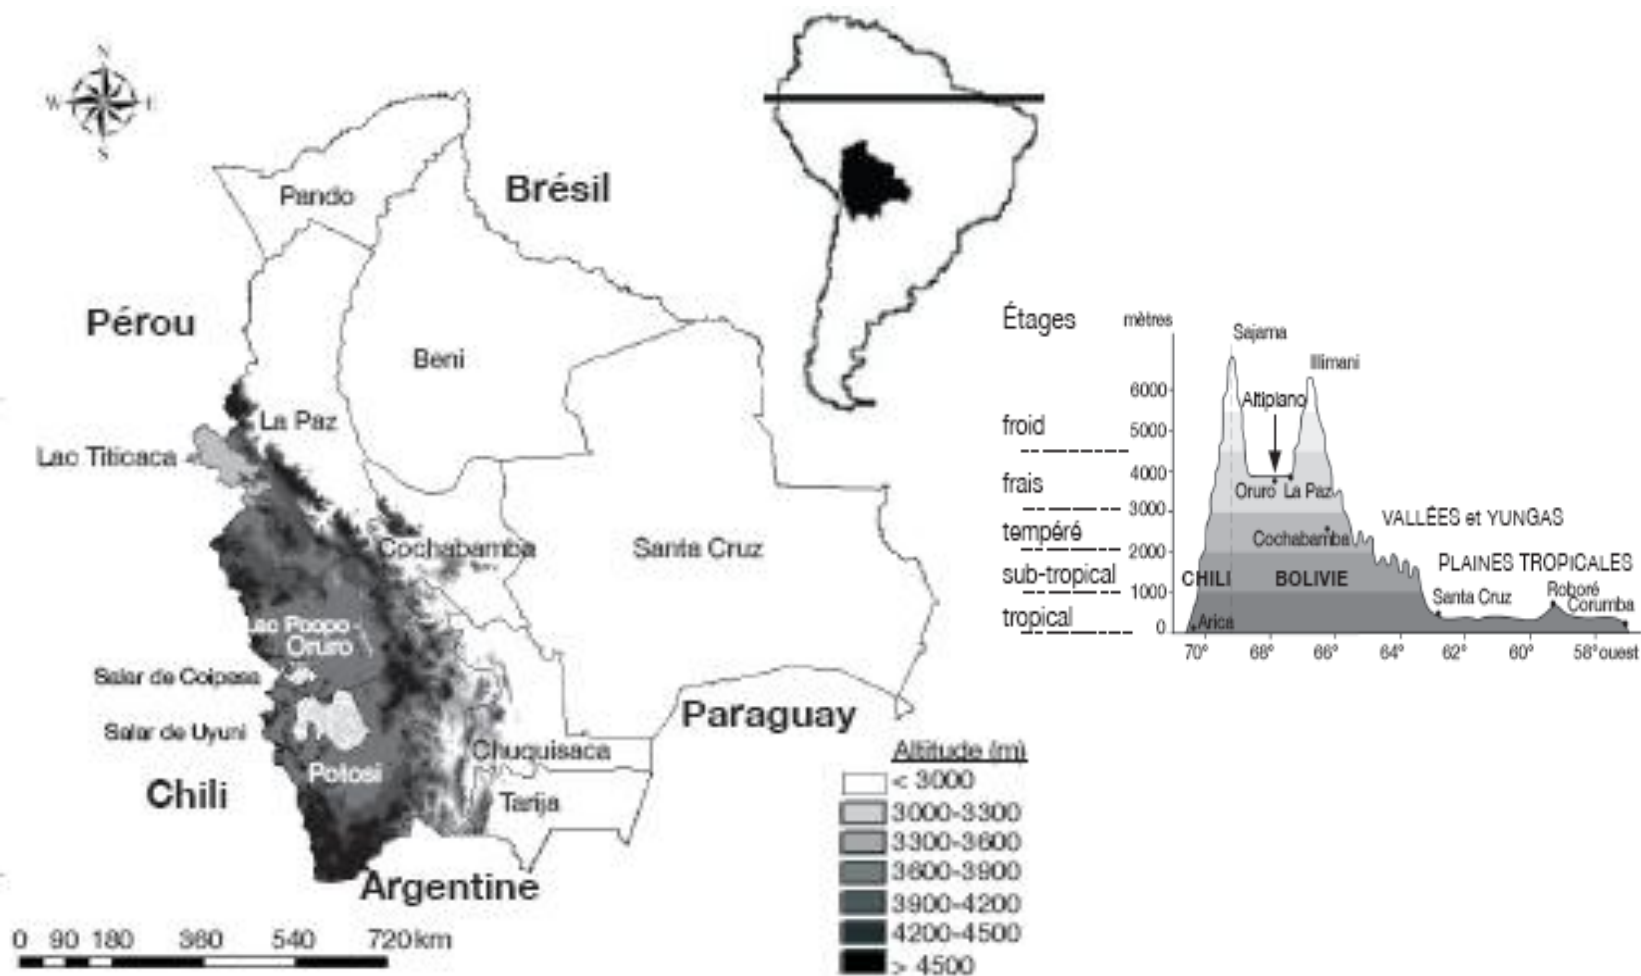 N
W E
S
Pando
Brésil
Pérou
Beni
La Paz
Lac Titicaca
Cochabamba
Santa Cruz
Lac Poopo
Oruro
Salar de Coipasa
Salar de Uyuni
Potosi
Chuquisaca
Tarija
Paraguay
Chili
Argentine
0 90 180 360 540 720 km
Altitude (m)
< 3000
3000-3300
3300-3600
3600-3900
3900-4200
4200-4500
> 4500
Étages
mètres
Sajama
Illimani
6000
Altiplano
froid
5000
4000
frais
Oruro La Paz
3000
VALLÉES et YUNGAS
tempéré
Cochabamba
2000
PLAINES TROPICALES
sub-tropical
CHILI BOLIVIE
1000
Santa Cruz
Roboré
Corumba
tropical
0
Arica
70° 68° 66° 64° 62° 60° 58° ouest